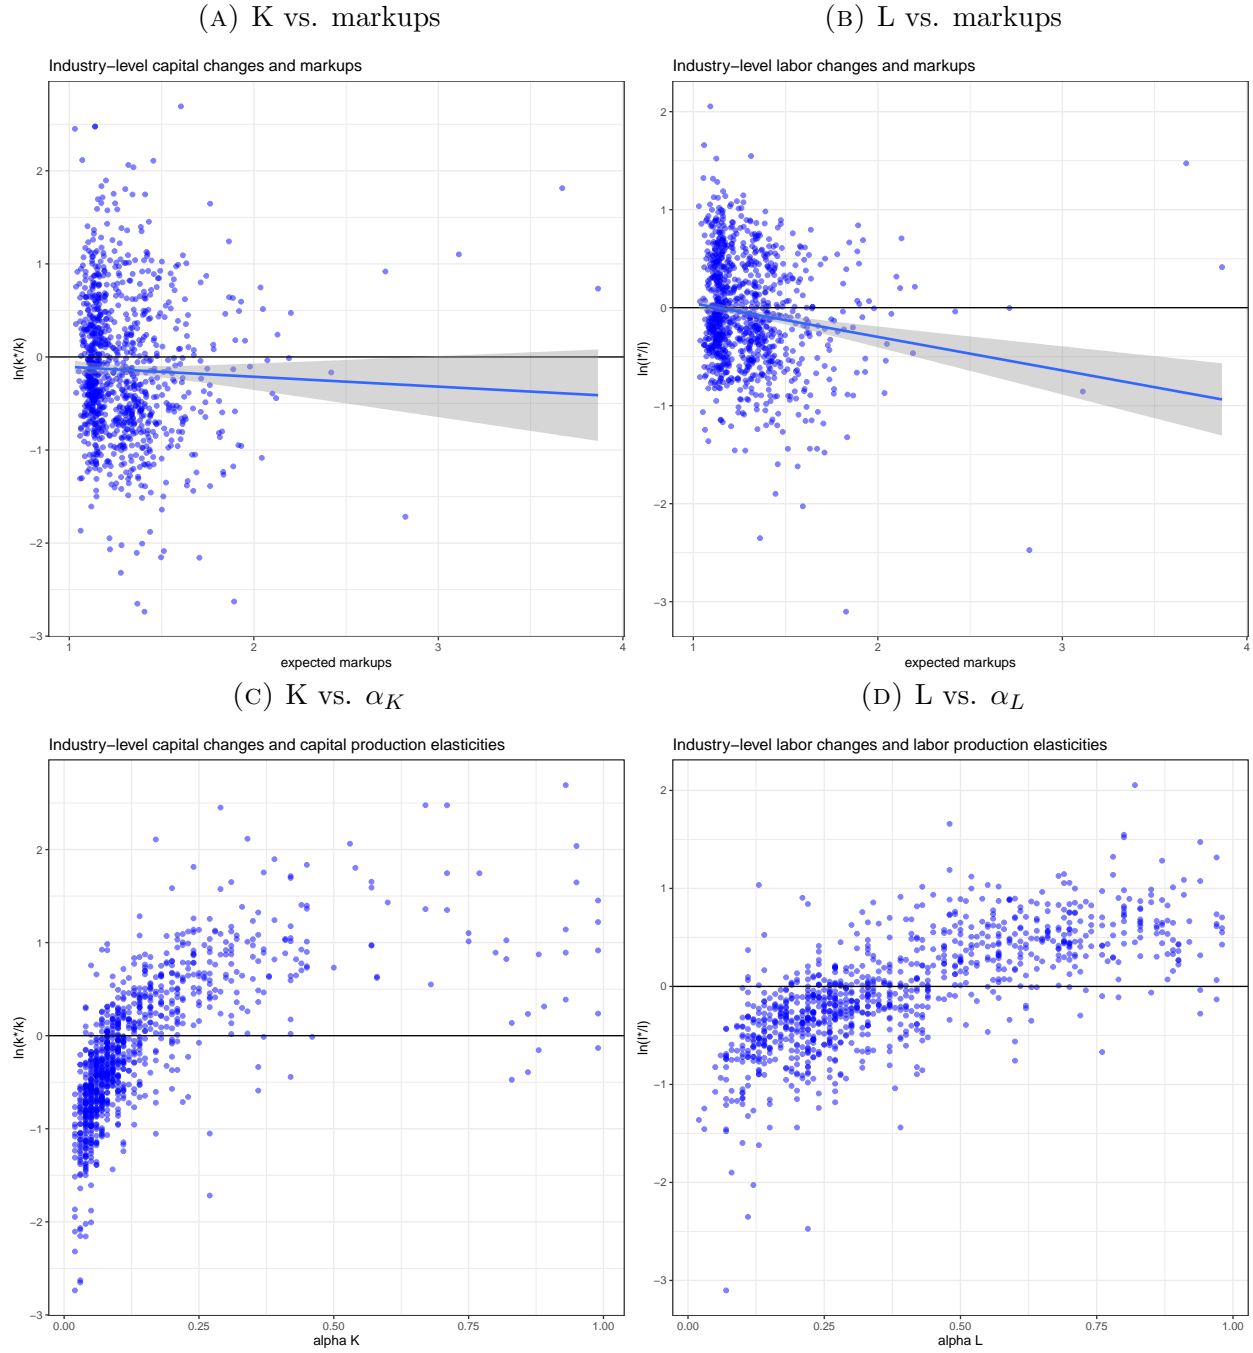 (A) K vs. markups
(B) L vs. markups
Industry−level capital changes and markups
Industry−level labor changes and markups
ln(k*/k)
2
1
0
−1
−2
−3
1
2
3
4
expected markups
ln(l*/l)
2
1
0
−1
−2
−3
1
2
3
4
expected markups
(C) K vs. αK
(D) L vs. αL
Industry−level capital changes and capital production elasticities
Industry−level labor changes and labor production elasticities
ln(k*/k)
2
1
0
−1
−2
−3
0.00
0.25
0.50
0.75
1.00
alpha K
ln(l*/l)
2
1
0
−1
−2
−3
0.00
0.25
0.50
0.75
1.00
alpha L